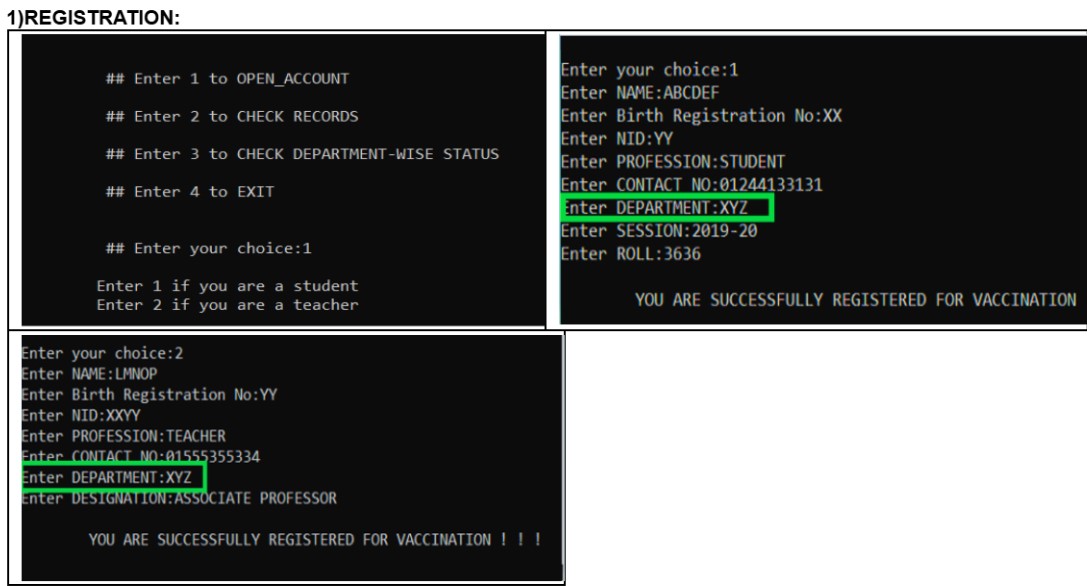 1)REGISTRATION:
## Enter 1 to OPEN_ACCOUNT
## Enter 2 to CHECK RECORDS
## Enter 3 to CHECK DEPARTMENT-WISE STATUS
## Enter 4 to EXIT
## Enter your choice:1
Enter 1 if you are a student
Enter 2 if you are a teacher
Enter your choice:1
Enter NAME:ABCDEF
Enter Birth Registration No:XX
Enter NID:YY
Enter PROFESSION:STUDENT
Enter CONTACT NO:01244133131
Enter DEPARTMENT:XYZ
Enter SESSION:2019-20
Enter ROLL:3636
YOU ARE SUCCESSFULLY REGISTERED FOR VACCINATION
Enter your choice:2
Enter NAME:LMNOP
Enter Birth Registration No:YY
Enter NID:XXYY
Enter PROFESSION:TEACHER
Enter CONTACT NO:01555355334
Enter DEPARTMENT:XYZ
Enter DESIGNATION:ASSOCIATE PROFESSOR
YOU ARE SUCCESSFULLY REGISTERED FOR VACCINATION ! ! !